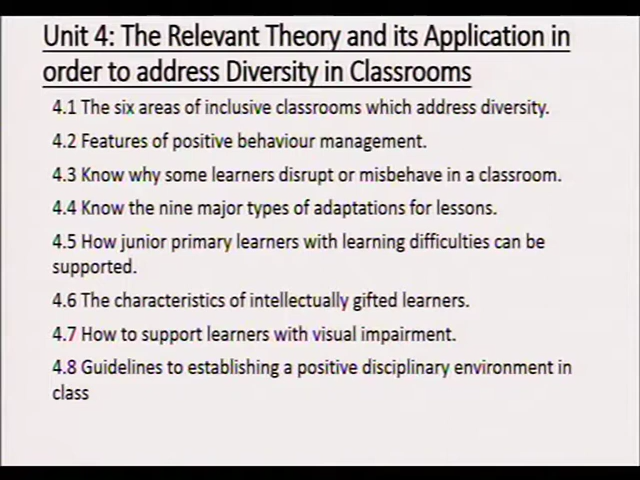 Unit 4: The Relevant Theory and its Application in
order to address Diversity in Classrooms
4.1 The six areas of inclusive classrooms which address diversity.
4.2 Features of positive behaviour management.
4.3 Know why some learners disrupt or misbehave in a classroom.
4.4 Know the nine major types of adaptations for lessons.
4.5 How junior primary learners with learning difficulties can be
supported.
4.6 The characteristics of intellectually gifted learners.
4.7 How to support learners with visual impairment.
4.8 Guidelines to establishing a positive disciplinary environment in
class